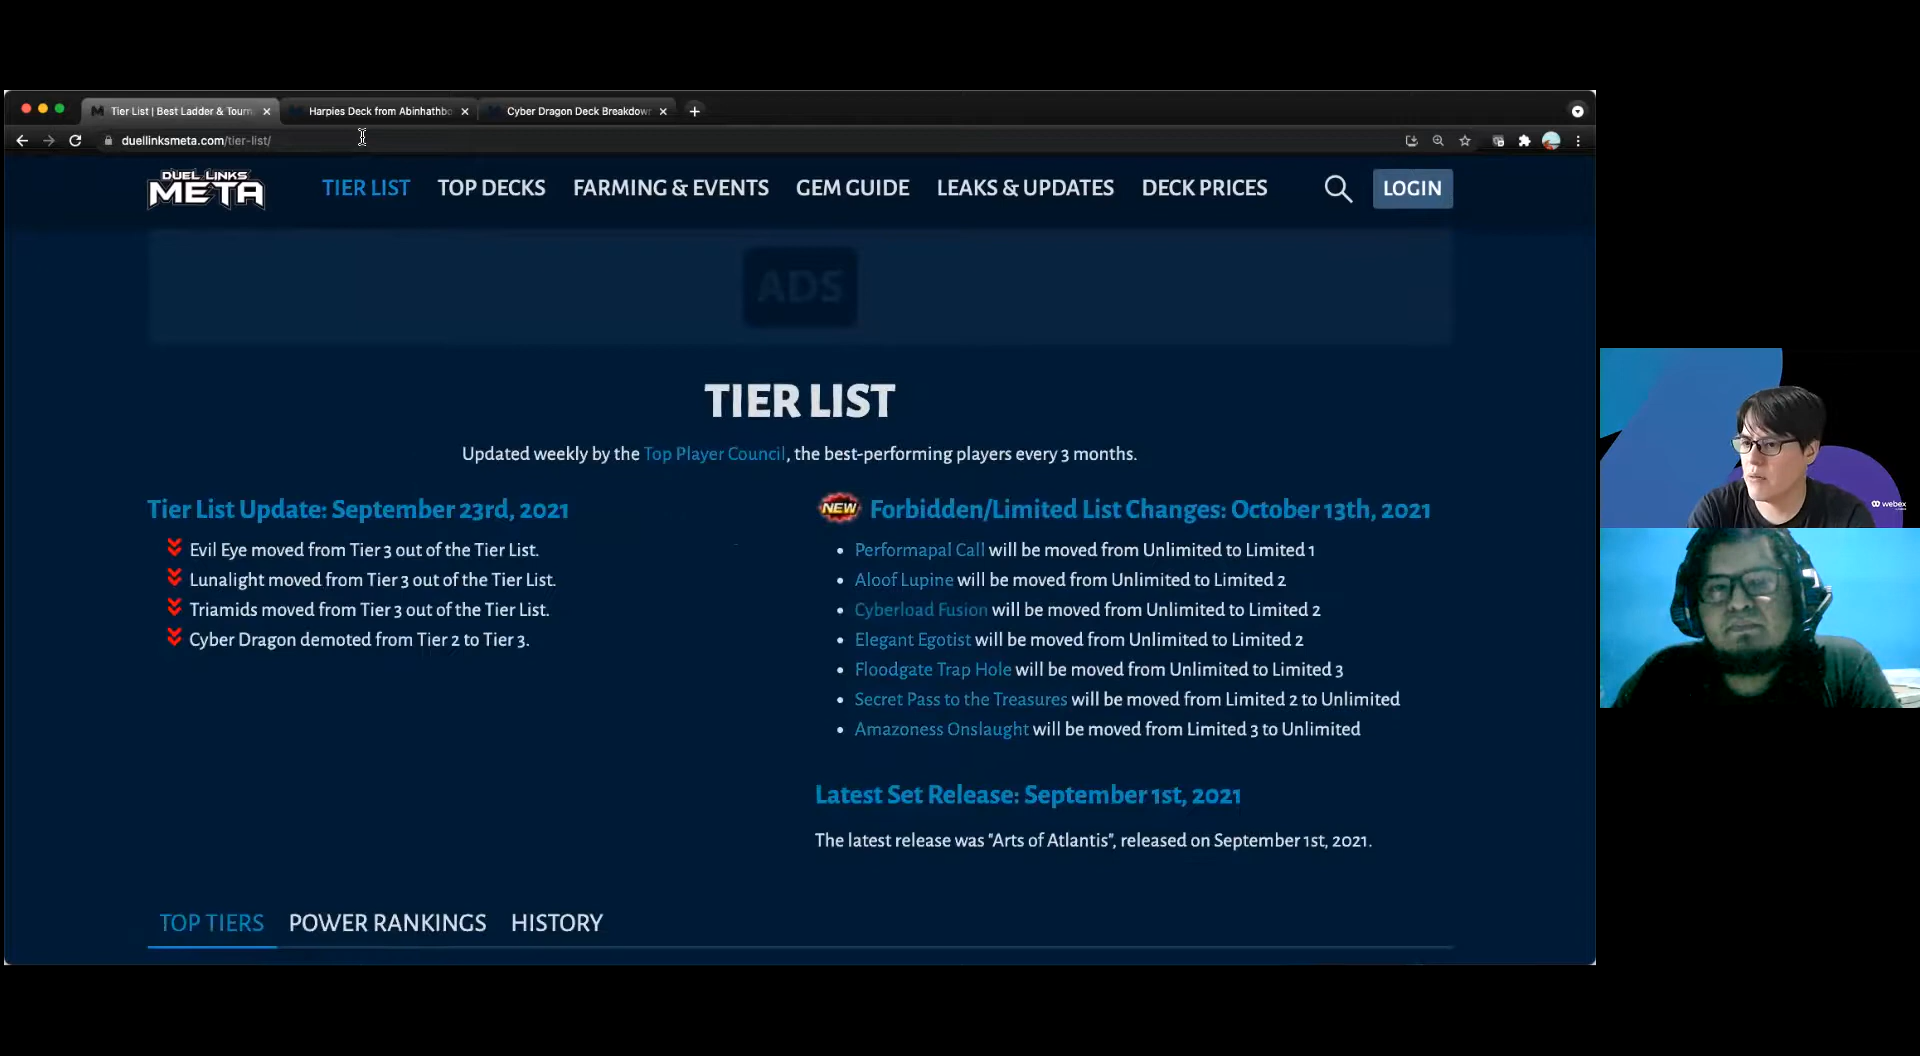 Tier List | Best Ladder & Tourn
Harpies Deck from Abinhathbo
Cyber Dragon Deck Breakdown
duellinksmeta.com/tier-list/
DUEL LINKS
META
TIER LIST
TOP DECKS
FARMING & EVENTS
GEM GUIDE
LEAKS & UPDATES
DECK PRICES
LOGIN
ADS
TIER LIST
Updated weekly by the Top Player Council, the best-performing players every 3 months.
Tier List Update: September 23rd, 2021
Evil Eye moved from Tier 3 out of the Tier List.
Lunalight moved from Tier 3 out of the Tier List.
Triamids moved from Tier 3 out of the Tier List.
Cyber Dragon demoted from Tier 2 to Tier 3.
NEW Forbidden/Limited List Changes: October 13th, 2021
Performapal Call will be moved from Unlimited to Limited 1
Aloof Lupine will be moved from Unlimited to Limited 2
Cyberload Fusion will be moved from Unlimited to Limited 2
Elegant Egotist will be moved from Unlimited to Limited 2
Floodgate Trap Hole will be moved from Unlimited to Limited 3
Secret Pass to the Treasures will be moved from Limited 2 to Unlimited
Amazoness Onslaught will be moved from Limited 3 to Unlimited
Latest Set Release: September 1st, 2021
The latest release was "Arts of Atlantis", released on September 1st, 2021.
TOP TIERS
POWER RANKINGS
HISTORY
webex